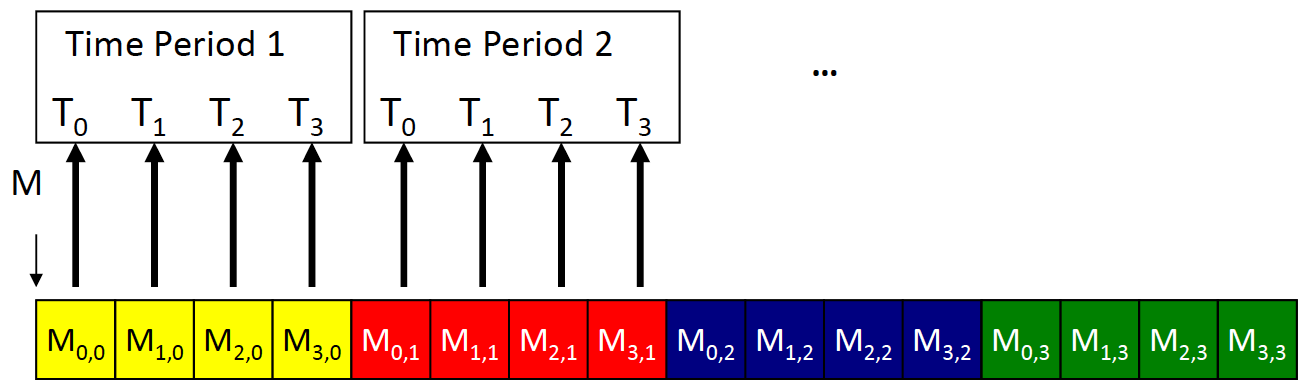 Time Period 1 Time Period 2 ...
T0 T1 T2 T3 T0 T1 T2 T3
M
M0,0 M1,0 M2,0 M3,0 M0,1 M1,1 M2,1 M3,1 M0,2 M1,2 M2,2 M3,2 M0,3 M1,3 M2,3 M3,3